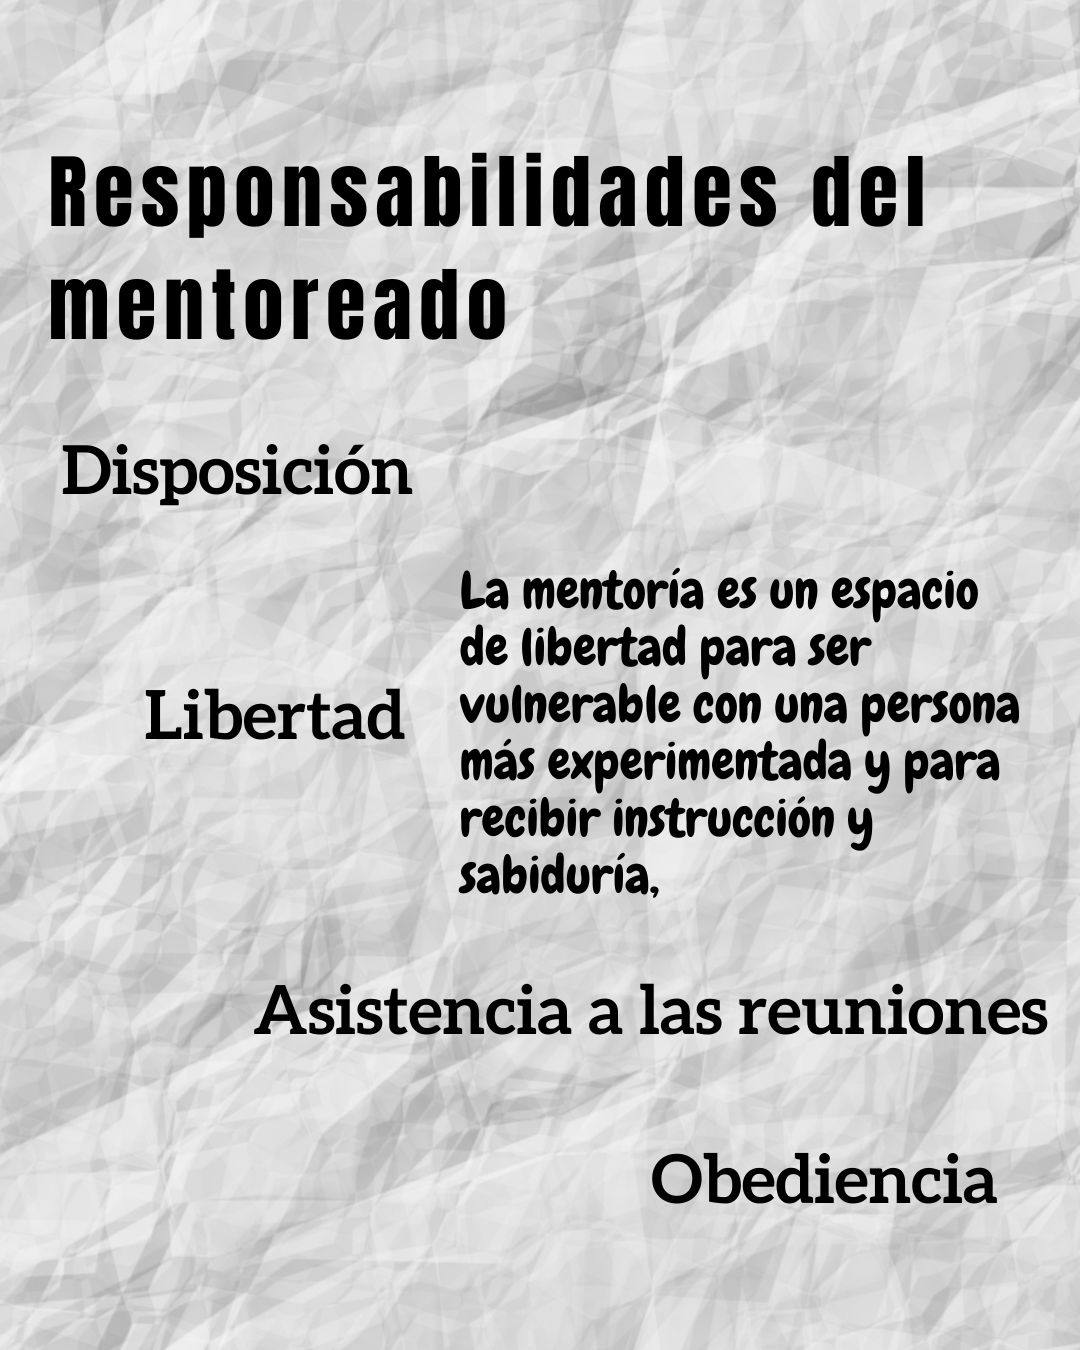 Responsabilidades del
mentoreado
Disposición
La mentoría es un espacio
de libertad para ser
vulnerable con una persona
más experimentada y para
recibir instrucción y
sabiduría,
Libertad
Asistencia a las reuniones
Obediencia